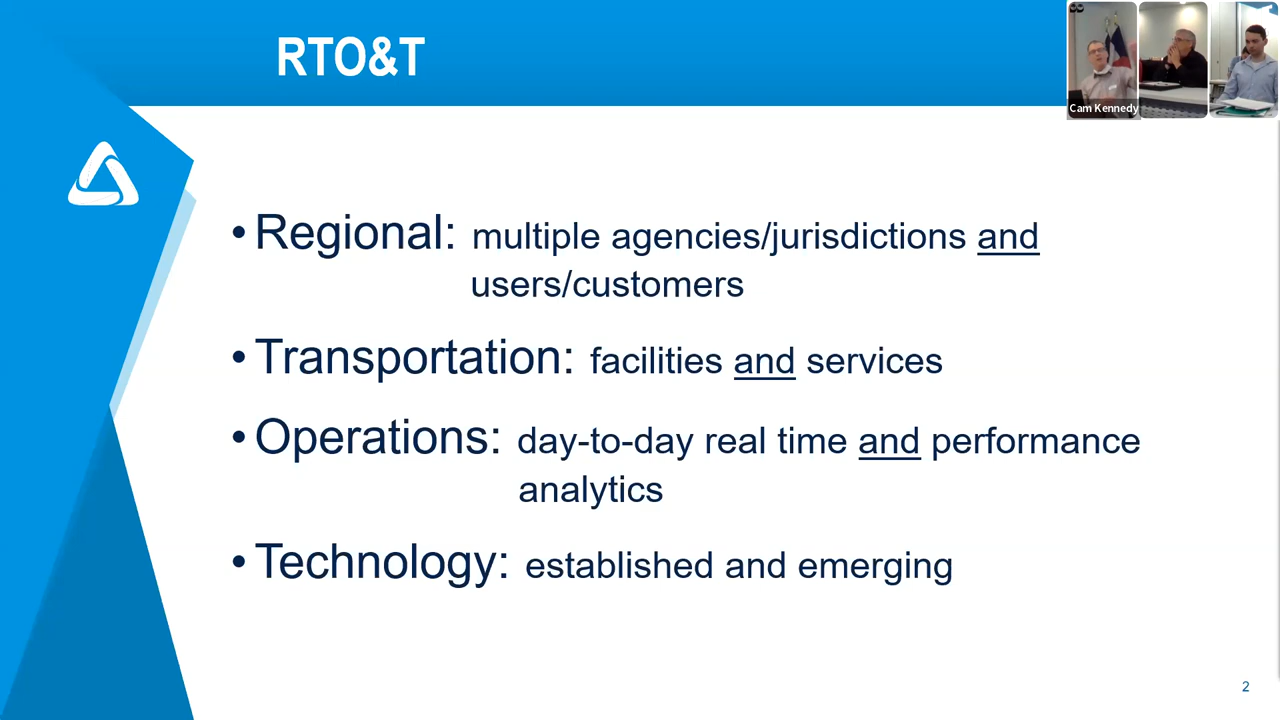 RTO&T
Cam Kennedy
• Regional: multiple agencies/jurisdictions and
users/customers
• Transportation: facilities and services
• Operations: day-to-day real time and performance
analytics
• Technology: established and emerging
2